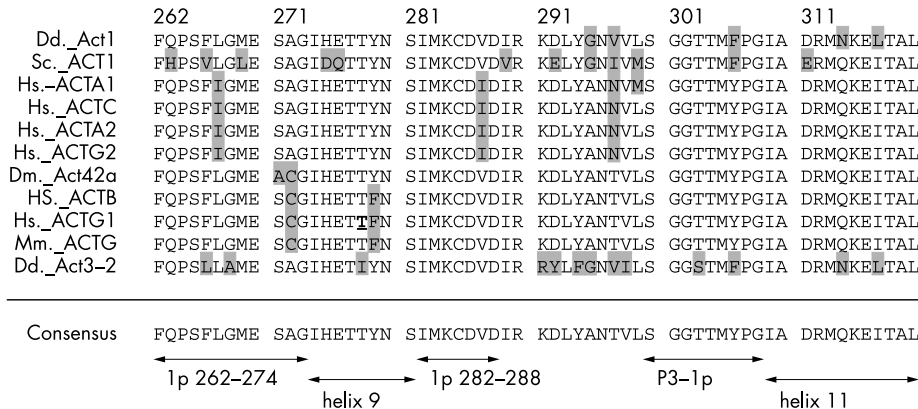 262 271 281 291 301 311
Dd._Act1 FQPSFLGME SAGIHETTYN SIMKCDVDIR KDLYGNVVLS GGTTMFPGIA DRMNKELTAL
Sc._ACT1 FHPSVLGLE SAGIDQTTYN SIMKCDVDVR KELYGNIVMS GGTTMFPGIA ERMQKEITAL
Hs.–ACTA1 FQPSFIGME SAGIHETTYN SIMKCDIDIR KDLYANNVMS GGTTMYPGIA DRMQKEITAL
Hs._ACTC FQPSFIGME SAGIHETTYN SIMKCDIDIR KDLYANNVLS GGTTMYPGIA DRMQKEITAL
Hs._ACTA2 FQPSFIGME SAGIHETTYN SIMKCDIDIR KDLYANNVLS GGTTMYPGIA DRMQKEITAL
Hs._ACTG2 FQPSFIGME SAGIHETTYN SIMKCDIDIR KDLYANNVLS GGTTMYPGIA DRMQKEITAL
Dm._Act42a FQPSFLGME ACGIHETTYN SIMKCDVDIR KDLYANTVLS GGTTMYPGIA DRMQKEITAL
HS._ACTB FQPSFLGME SCGIHETTFN SIMKCDVDIR KDLYANTVLS GGTTMYPGIA DRMQKEITAL
Hs._ACTG1 FQPSFLGME SCGIHETTFN SIMKCDVDIR KDLYANTVLS GGTTMYPGIA DRMQKEITAL
Mm._ACTG FQPSFLGME SCGIHETTFN SIMKCDVDIR KDLYANTVLS GGTTMYPGIA DRMQKEITAL
Dd._Act3–2 FQPSLLAME SAGIHETIYN SIMKCDVDIR RYLFGNVILS GGSTMFPGIA DRMNKELTAL
Consensus FQPSFLGME SAGIHETTYN SIMKCDVDIR KDLYANTVLS GGTTMYPGIA DRMQKEITAL
1p 262–274 1p 282–288 P3–1p
helix 9 helix 11